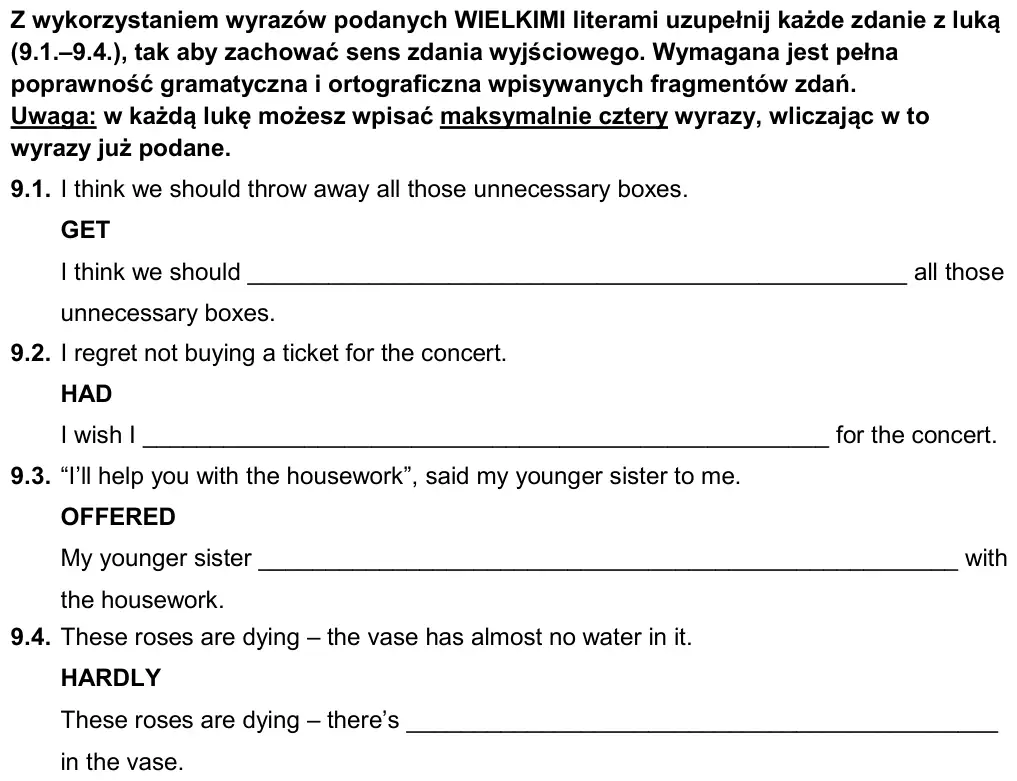 Z wykorzystaniem wyrazów podanych WIELKIMI literami uzupełnij każde zdanie z luką
(9.1.–9.4.), tak aby zachować sens zdania wyjściowego. Wymagana jest pełna
poprawność gramatyczna i ortograficzna wpisywanych fragmentów zdań.
Uwaga: w każdą lukę możesz wpisać maksymalnie cztery wyrazy, wliczając w to
wyrazy już podane.
9.1. I think we should throw away all those unnecessary boxes.
GET
I think we should ______________________________ all those
unnecessary boxes.
9.2. I regret not buying a ticket for the concert.
HAD
I wish I ______________________________ for the concert.
9.3. “I’ll help you with the housework”, said my younger sister to me.
OFFERED
My younger sister ______________________________ with
the housework.
9.4. These roses are dying – the vase has almost no water in it.
HARDLY
These roses are dying – there’s ______________________________
in the vase.